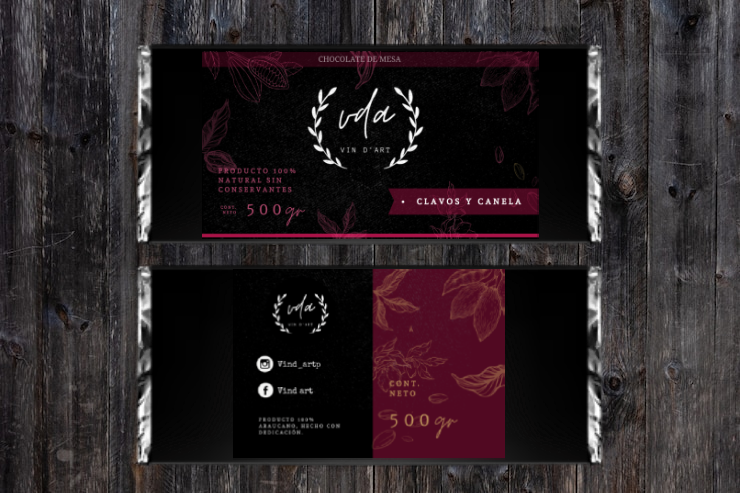 CHOCOLATE DE MESA
vda
VIN D'ART
PRODUCTO 100%
NATURAL SIN
CONSERVANTES
CONT.
NETO
500gr
• CLAVOS Y CANELA
vda
VIN D'ART
Vind_artp
Vind art
PRODUCTO 100%
ARAUCANO, HECHO CON
DEDICACIÓN.
CONT.
NETO
500gr